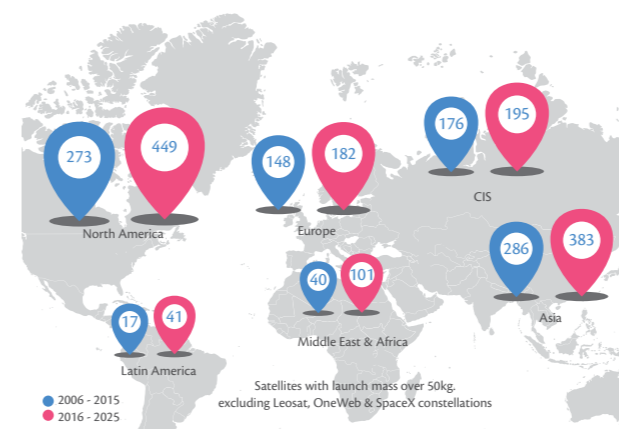 176
195
273
449
148
182
CIS
North America
Europe
286
383
40
101
17
41
Asia
Middle East & Africa
Latin America
Satellites with launch mass over 50kg.
excluding Leosat, OneWeb & SpaceX constellations
2006 - 2015
2016 - 2025